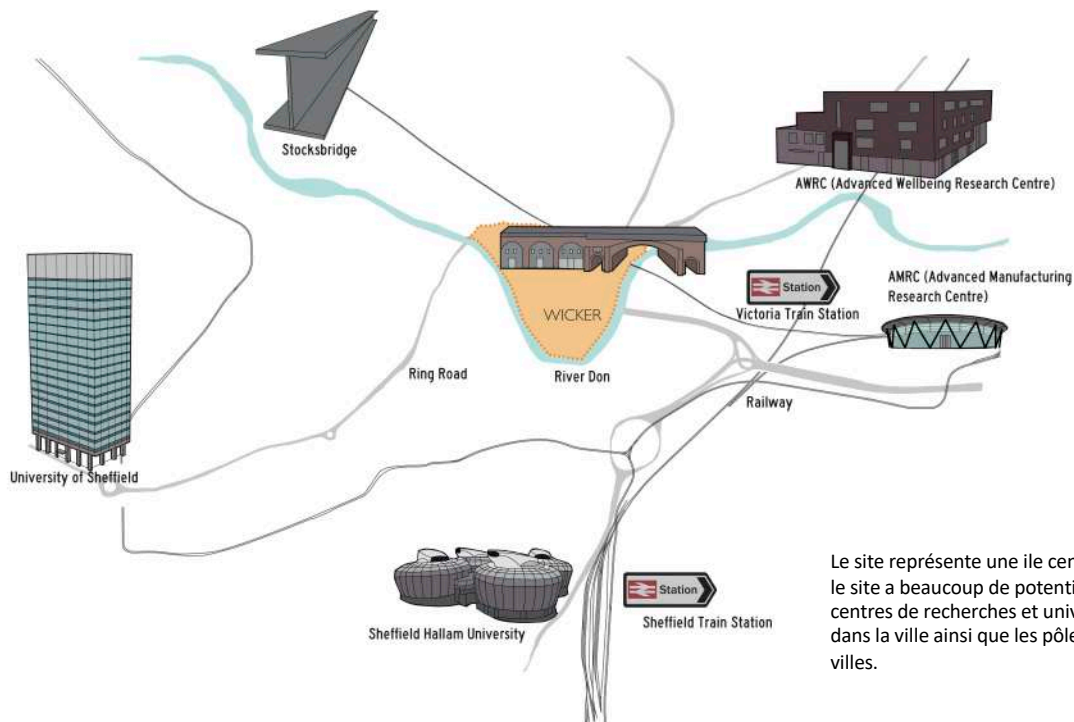 Stocksbridge
AWRC (Advanced Wellbeing Research Centre)
Station
Victoria Train Station
AMRC (Advanced Manufacturing
Research Centre)
WICKER
Ring Road
River Don
Railway
University of Sheffield
Sheffield Hallam University
Station
Sheffield Train Station
Le site représente une ile cen
le site a beaucoup de potenti
centres de recherches et univ
dans la ville ainsi que les pôle
villes.